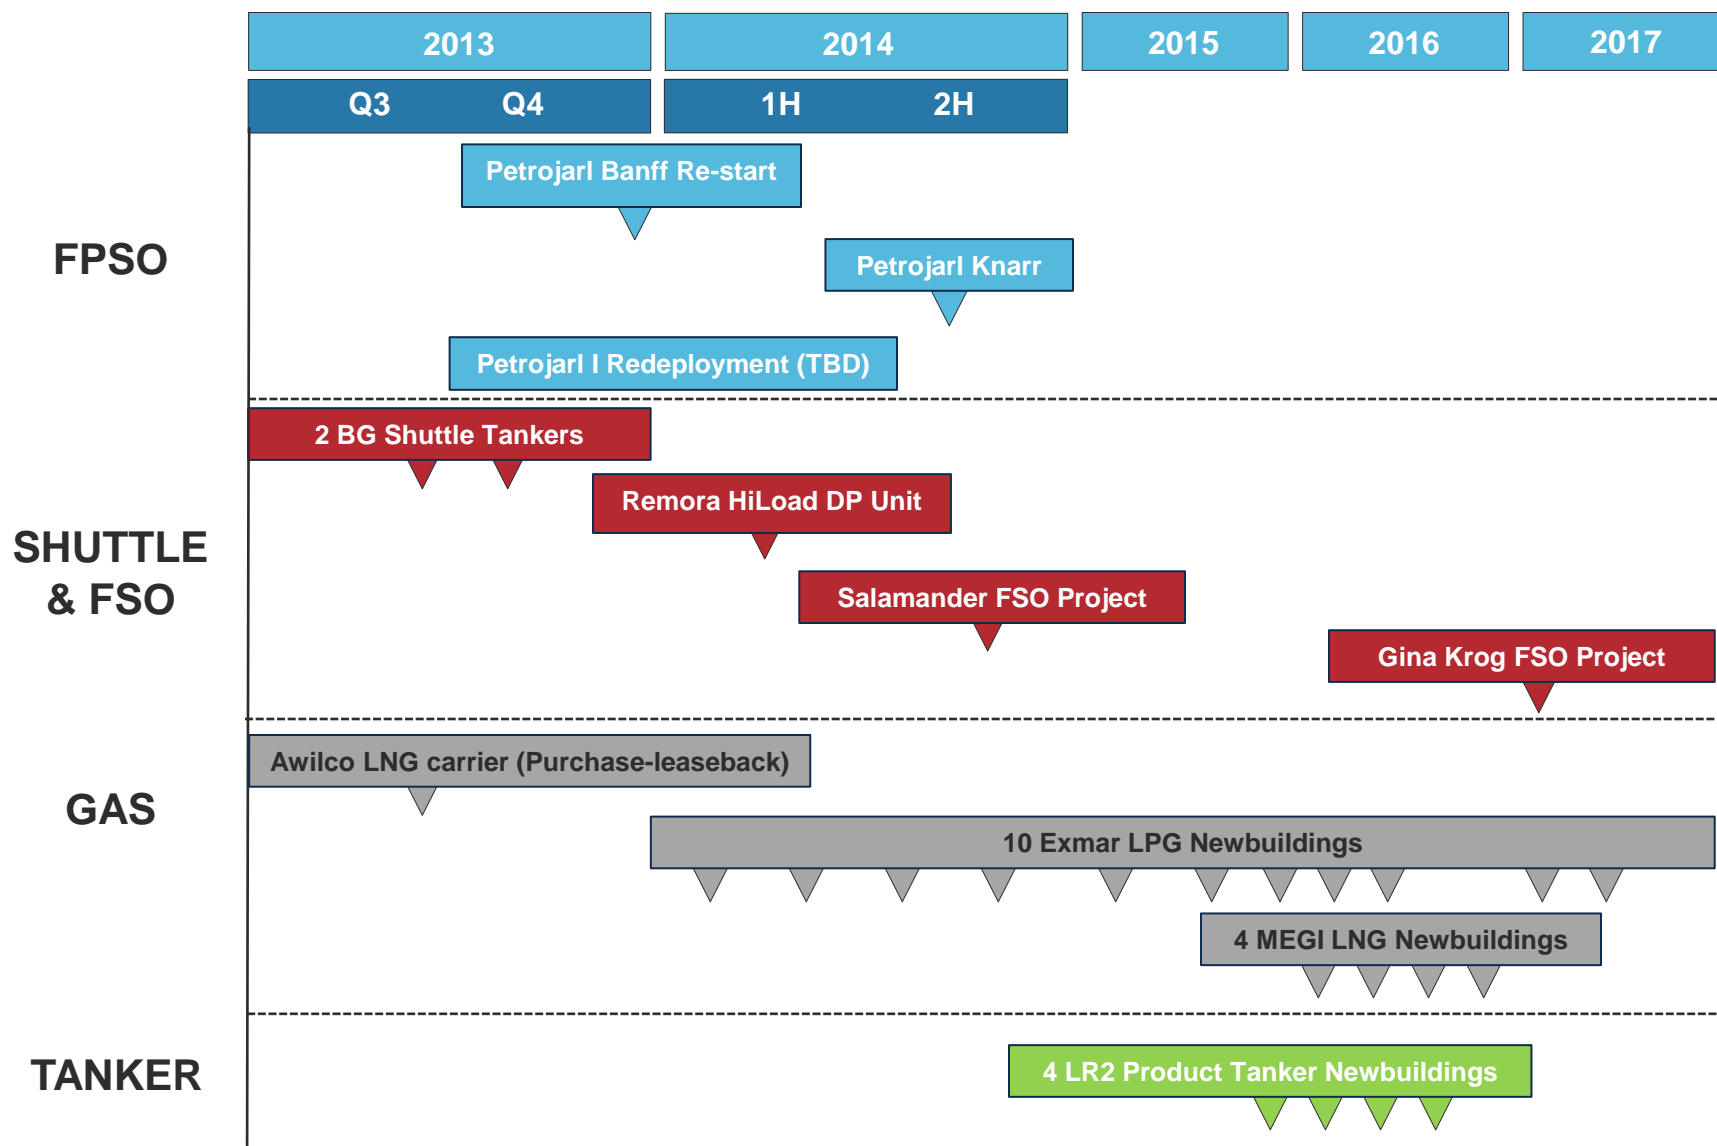 2013 2014 2015 2016 2017
Q3 Q4 1H 2H
FPSO
Petrojarl Banff Re-start
Petrojarl Knarr
Petrojarl I Redeployment (TBD)
SHUTTLE
& FSO
2 BG Shuttle Tankers
Remora HiLoad DP Unit
Salamander FSO Project
Gina Krog FSO Project
GAS
Awilco LNG carrier (Purchase-leaseback)
10 Exmar LPG Newbuildings
4 MEGI LNG Newbuildings
TANKER
4 LR2 Product Tanker Newbuildings